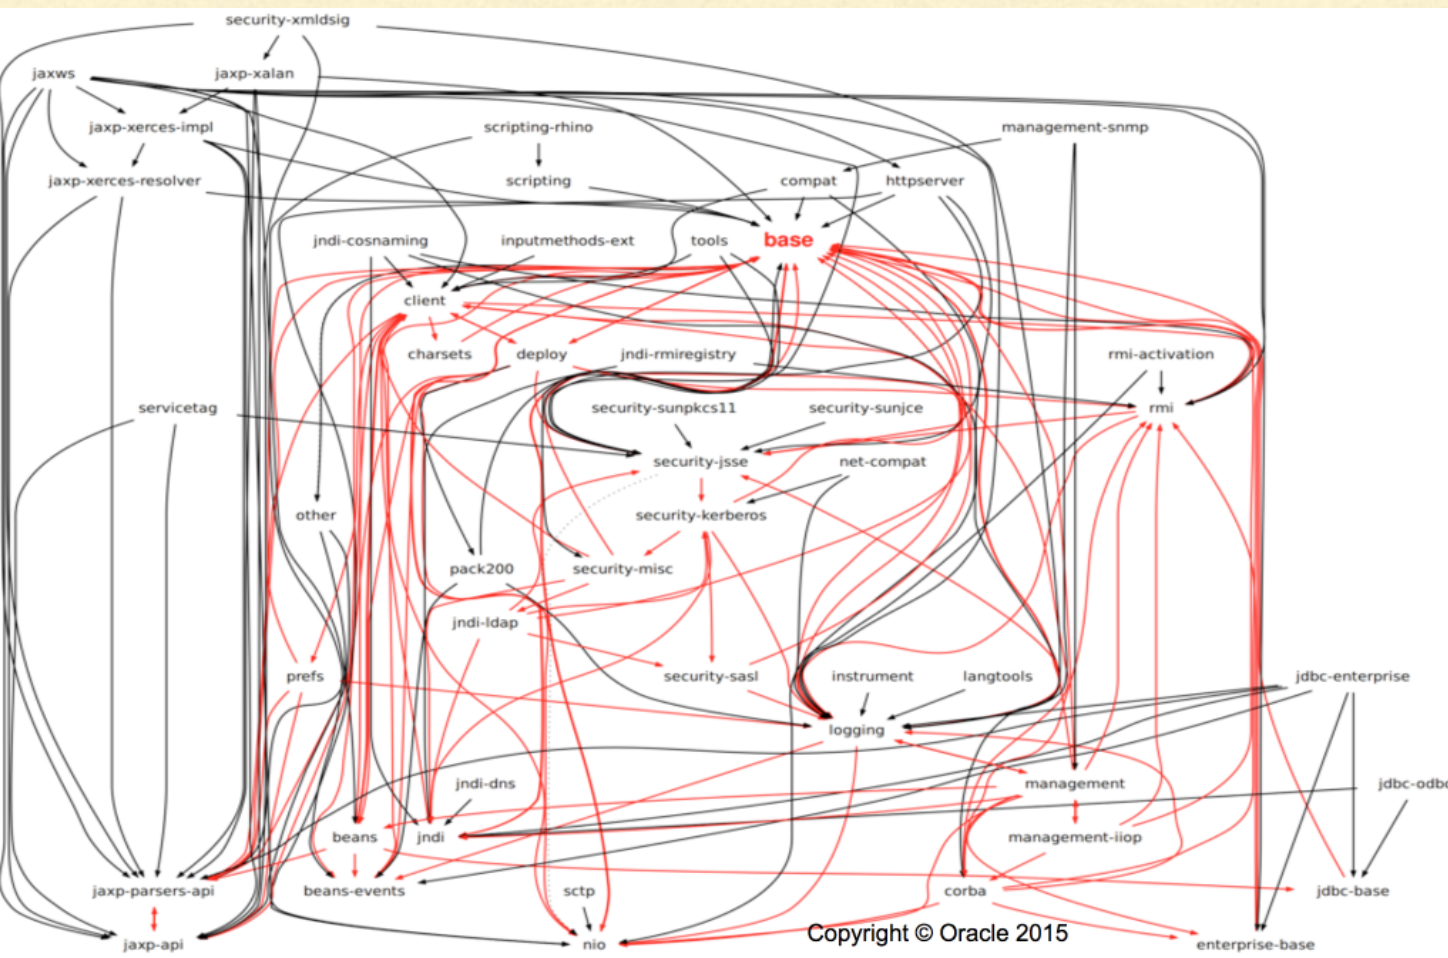 security-xmldsig
jaxws
jaxp-xalan
jaxp-xerces-impl
scripting-rhino
management-snmp
jaxp-xerces-resolver
scripting
compat
httpserver
jndi-cosnaming
inputmethods-ext
tools
base
client
charsets
deploy
jndi-rmiregistry
rmi-activation
servicetag
security-sunpkcs11
security-sunjce
rmi
security-jsse
net-compat
other
security-kerberos
pack200
security-misc
jndi-ldap
prefs
security-sasl
instrument
langtools
jdbc-enterprise
logging
jndi-dns
management
jdbc-odbc
beans
jndi
management-iiop
jaxp-parsers-api
beans-events
sctp
corba
jdbc-base
jaxp-api
nio
Copyright © Oracle 2015
enterprise-base